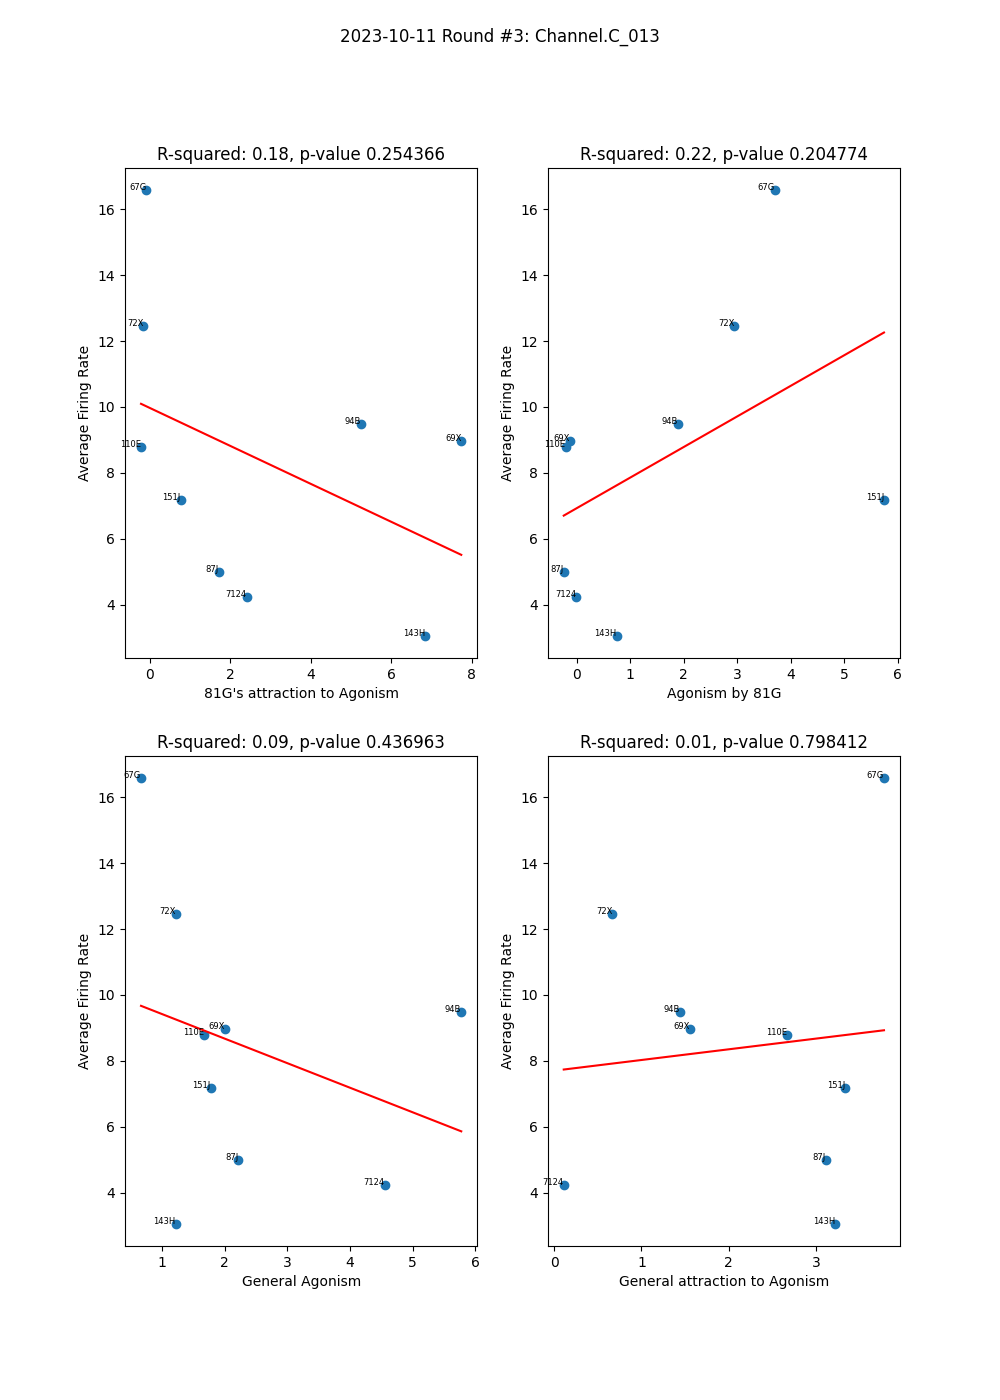 2023-10-11 Round #3: Channel.C_013
R-squared: 0.18, p-value 0.254366
67G
16
14
72X
12
Average Firing Rate
10
94B
69X
110E
8
151J
6
87J
7124
4
143H
0 2 4 6 8
81G's attraction to Agonism
R-squared: 0.22, p-value 0.204774
67G
16
14
72X
12
Average Firing Rate
10
94B
69X
110E
8
151J
6
87J
7124
4
143H
0 1 2 3 4 5 6
Agonism by 81G
R-squared: 0.09, p-value 0.436963
67G
16
14
72X
12
Average Firing Rate
10
94B
69X
110E
8
151J
6
87J
7124
4
143H
1 2 3 4 5 6
General Agonism
R-squared: 0.01, p-value 0.798412
67G
16
14
72X
12
Average Firing Rate
10
94B
69X
110E
8
151J
6
87J
7124
4
143H
0 1 2 3
General attraction to Agonism